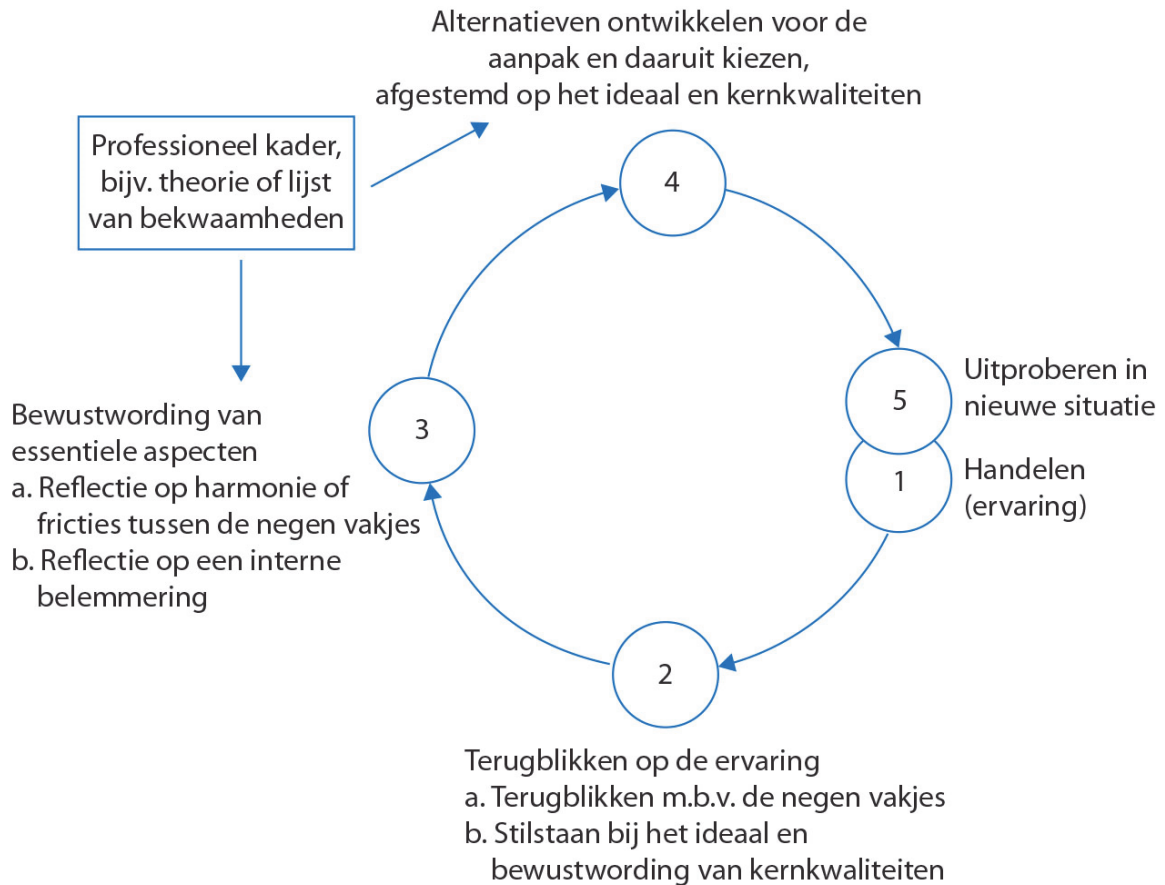 Alternatieven ontwikkelen voor de
aanpak en daaruit kiezen,
afgestemd op het ideaal en kernkwaliteiten
Professioneel kader,
bijv. theorie of lijst
van bekwaamheden
4
5
Uitproberen in
nieuwe situatie
1
Handelen
(ervaring)
3
Bewustwording van
essentiele aspecten
a. Reflectie op harmonie of
fricties tussen de negen vakjes
b. Reflectie op een interne
belemmering
2
Terugblikken op de ervaring
a. Terugblikken m.b.v. de negen vakjes
b. Stilstaan bij het ideaal en
bewustwording van kernkwaliteiten